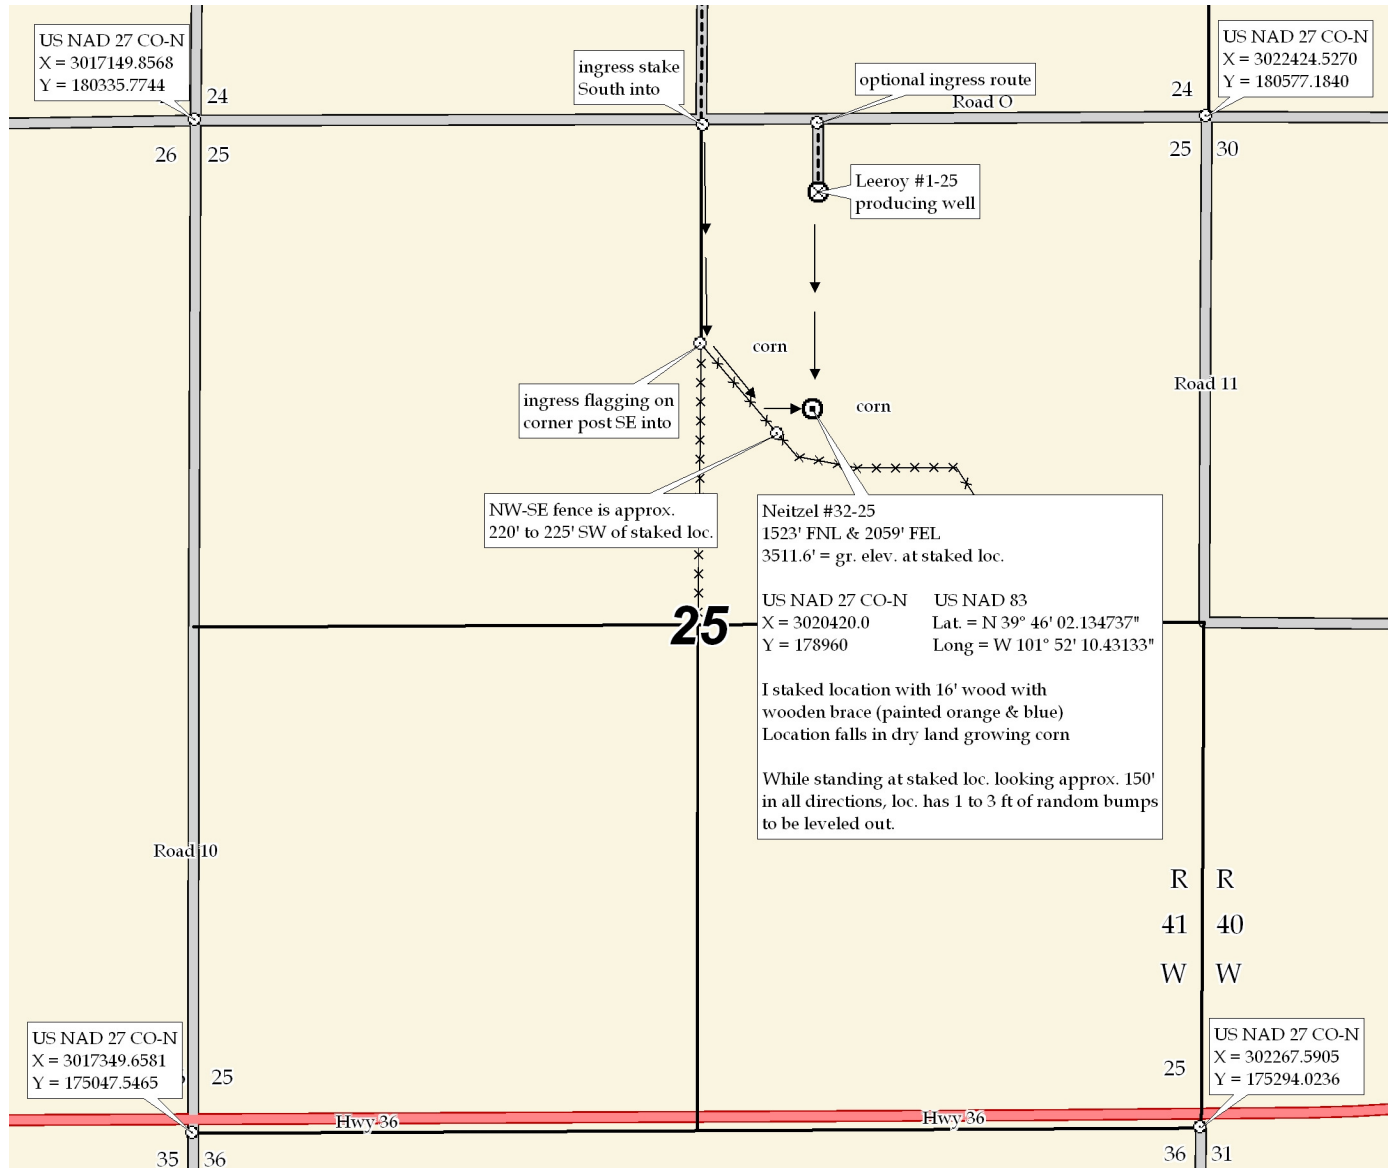 US NAD 27 CO-N
X = 3017149.8568
Y = 180335.7744
24
26
25
ingress stake
South into
optional ingress route
Road O
US NAD 27 CO-N
X = 3022424.5270
Y = 180577.1840
24
25
30
Leeroy #1-25
producing well
corn
Road 11
ingress flagging on
corner post SE into
corn
NW-SE fence is approx.
220' to 225' SW of staked loc.
Neitzel #32-25
1523' FNL & 2059' FEL
3511.6' = gr. elev. at staked loc.
US NAD 27 CO-N US NAD 83
X = 3020420.0 Lat. = N 39° 46' 02.134737"
Y = 178960 Long = W 101° 52' 10.43133"
I staked location with 16' wood with
wooden brace (painted orange & blue)
Location falls in dry land growing corn
While standing at staked loc. looking approx. 150'
in all directions, loc. has 1 to 3 ft of random bumps
to be leveled out.
25
Road 10
R R
41 40
W W
US NAD 27 CO-N
X = 3017349.6581
Y = 175047.5465
25
US NAD 27 CO-N
X = 302267.5905
Y = 175294.0236
25
Hwy 36
Hwy 36
35
36
36
31